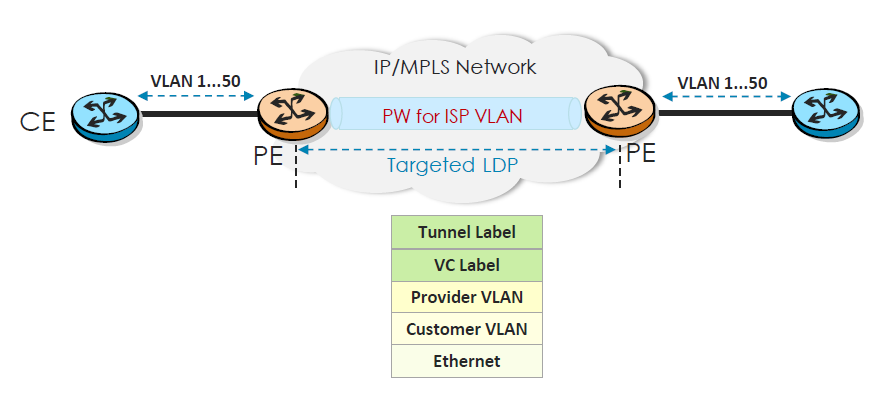 IP/MPLS Network
VLAN 1...50
VLAN 1...50
CE
PW for ISP VLAN
PE
PE
Targeted LDP
Tunnel Label
VC Label
Provider VLAN
Customer VLAN
Ethernet